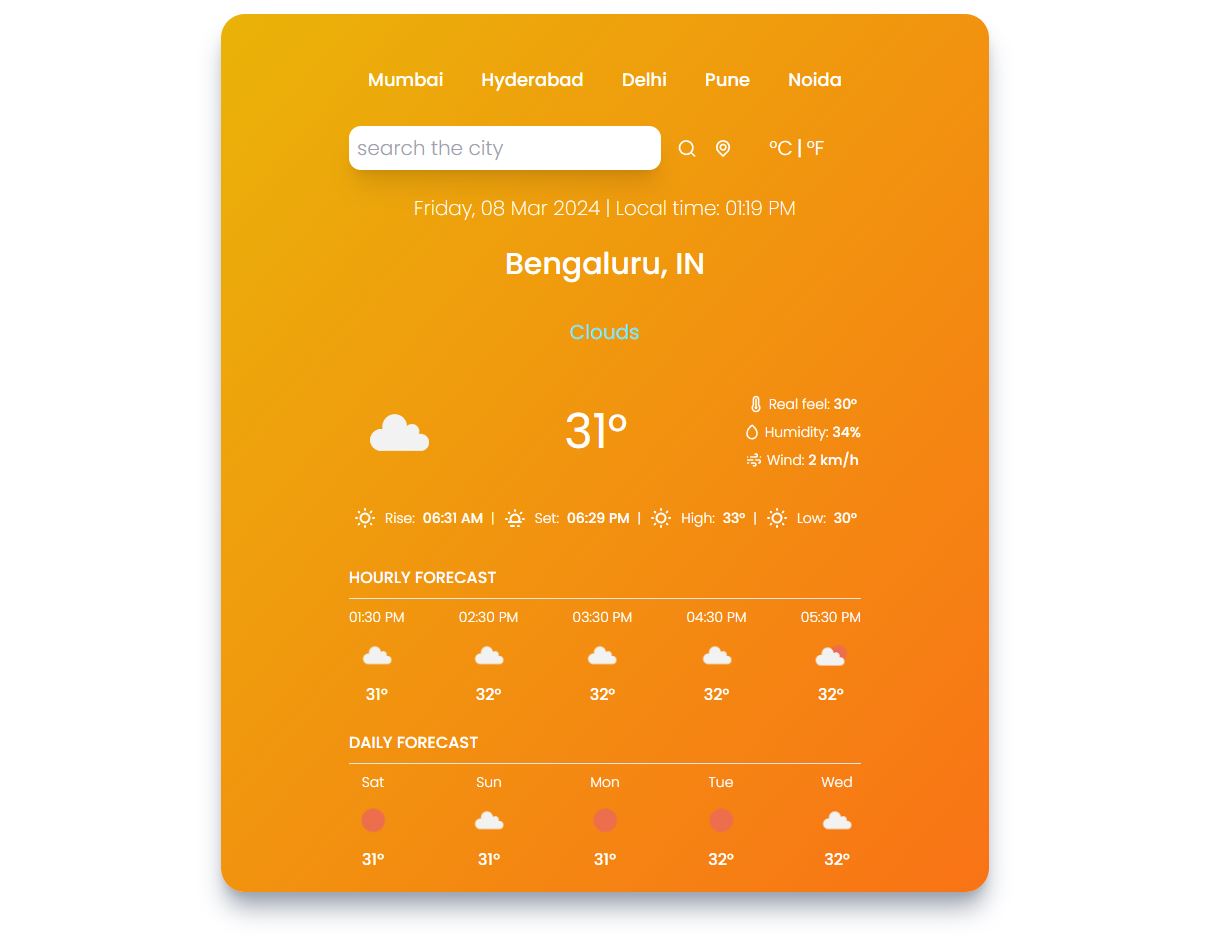 Mumbai Hyderabad Delhi Pune Noida
search the city °C | °F
Friday, 08 Mar 2024 | Local time: 01:19 PM
Bengaluru, IN
Clouds
31°
Real feel: 30°
Humidity: 34%
Wind: 2 km/h
Rise: 06:31 AM | Set: 06:29 PM | High: 33° | Low: 30°
HOURLY FORECAST
01:30 PM 02:30 PM 03:30 PM 04:30 PM 05:30 PM
31° 32° 32° 32° 32°
DAILY FORECAST
Sat Sun Mon Tue Wed
31° 31° 31° 32° 32°